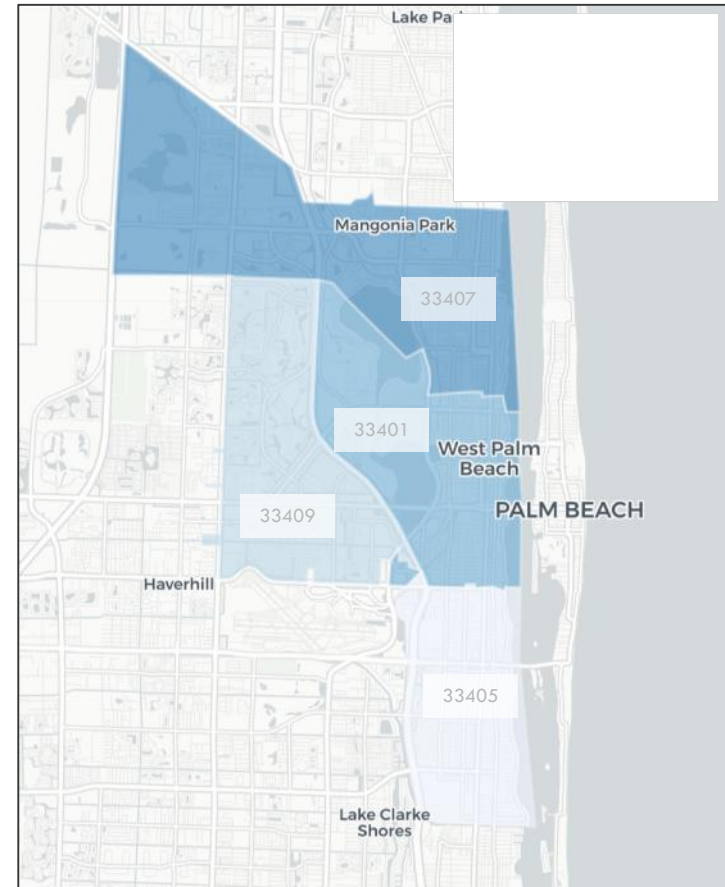 Lake
Mangonia Park
33407
33401
West Palm
Beach
PALM BEACH
33409
Haverhill
33405
Lake Clarke
Shores